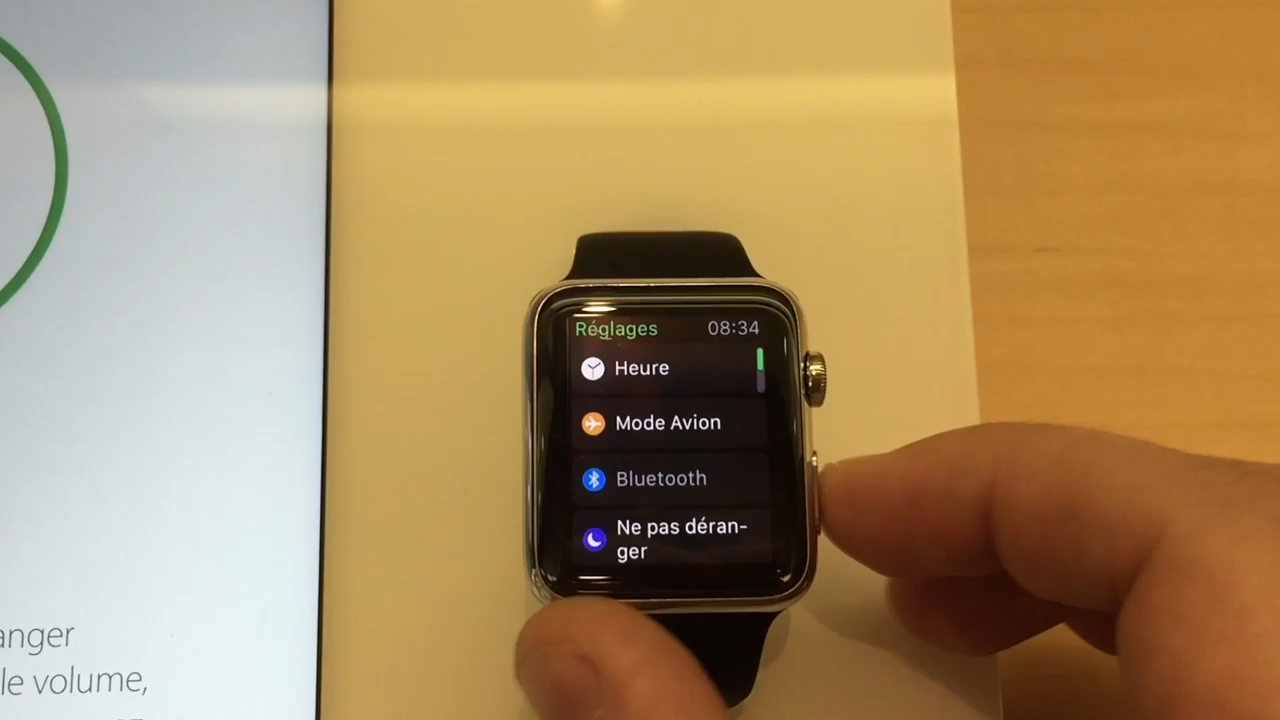 Réglages 08:34
Heure
Mode Avion
Bluetooth
Ne pas déran-
ger
anger
le volume,